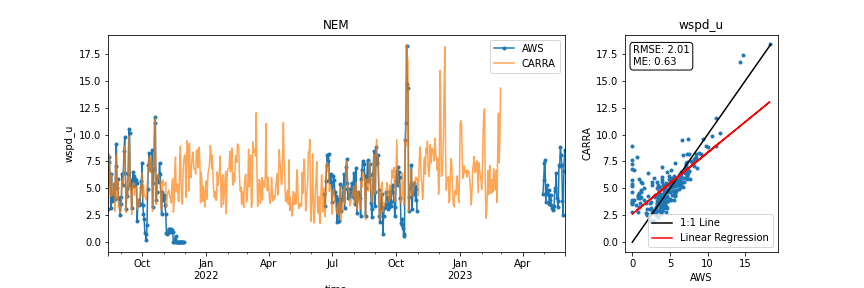 NEM
wspd_u
17.5
15.0
12.5
10.0
7.5
5.0
2.5
0.0
wspd_u
AWS
CARRA
Oct
Jan
2022
Apr
Jul
Oct
Jan
2023
Apr
time
wspd_u
17.5
15.0
12.5
10.0
7.5
5.0
2.5
0.0
CARRA
RMSE: 2.01
ME: 0.63
1:1 Line
Linear Regression
0
5
10
15
AWS